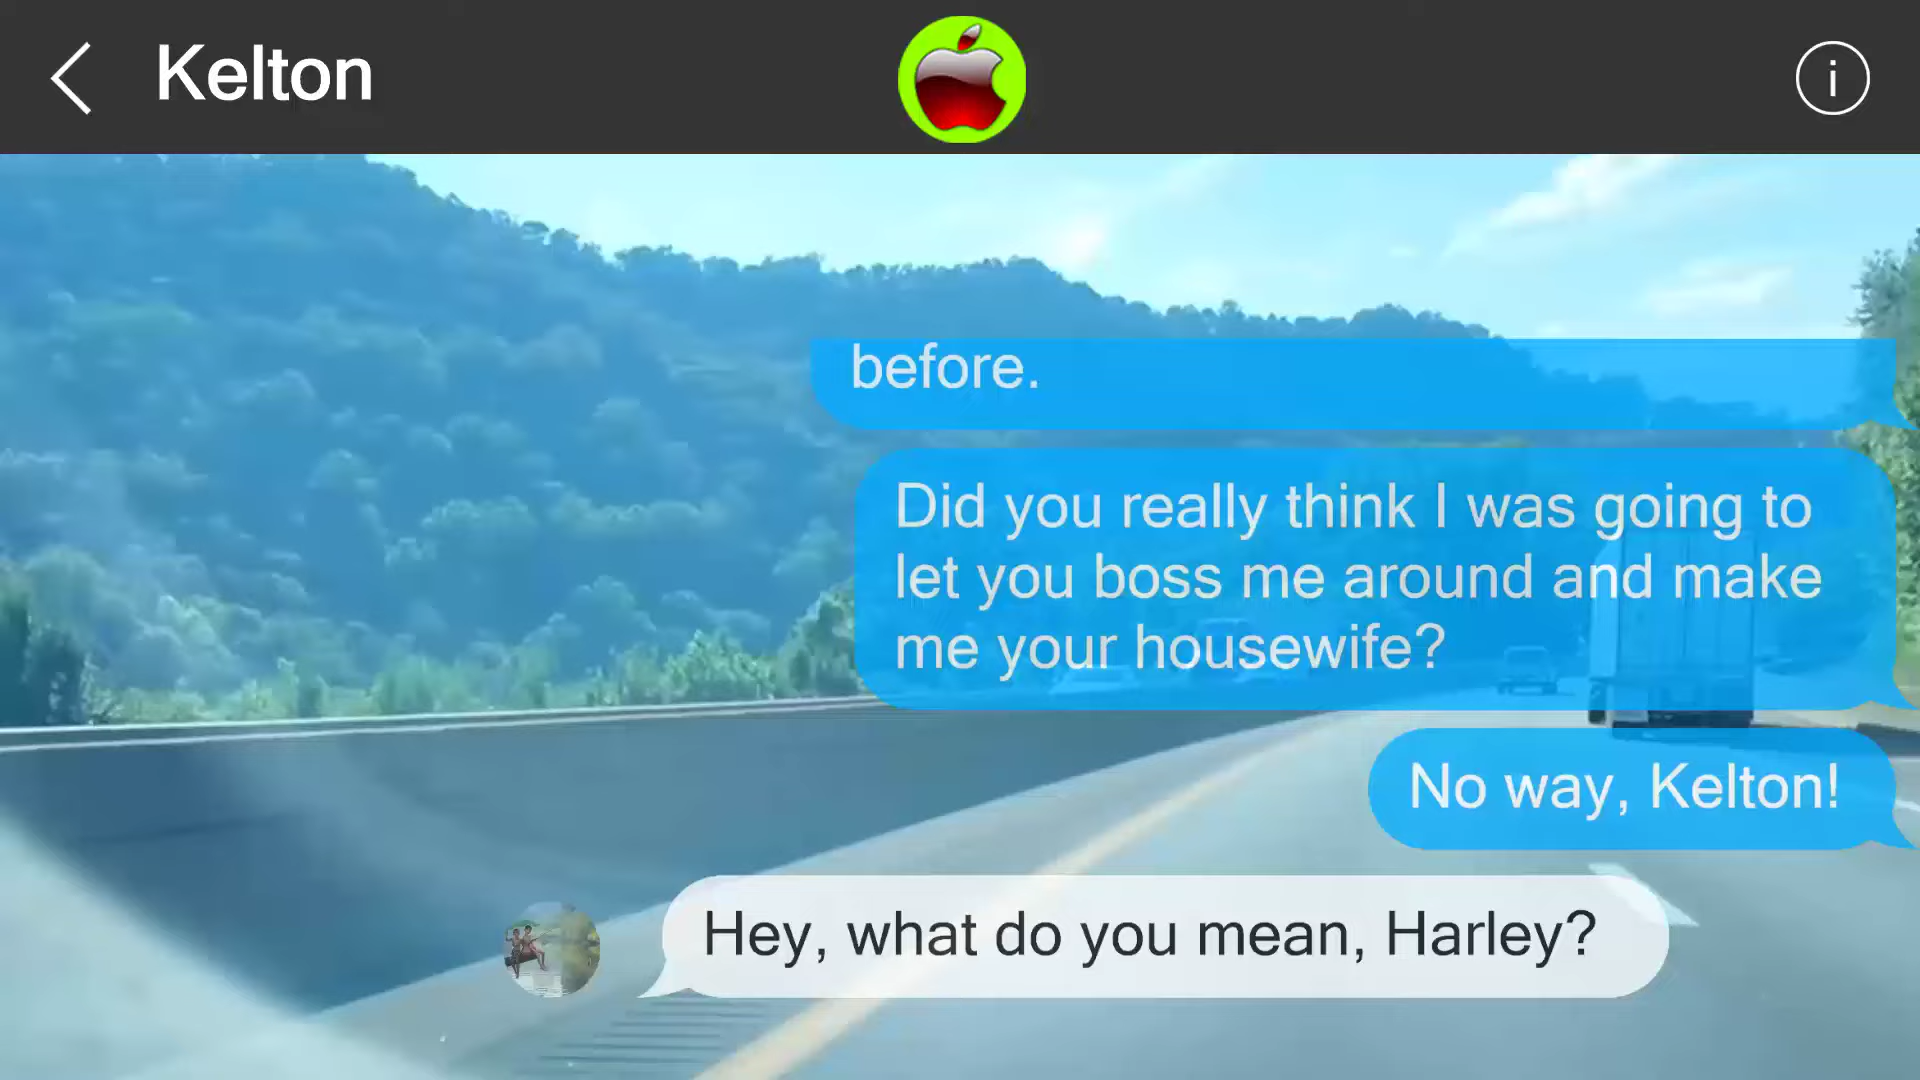 Kelton
i
before.
Did you really think I was going to
let you boss me around and make
me your housewife?
No way, Kelton!
Hey, what do you mean, Harley?